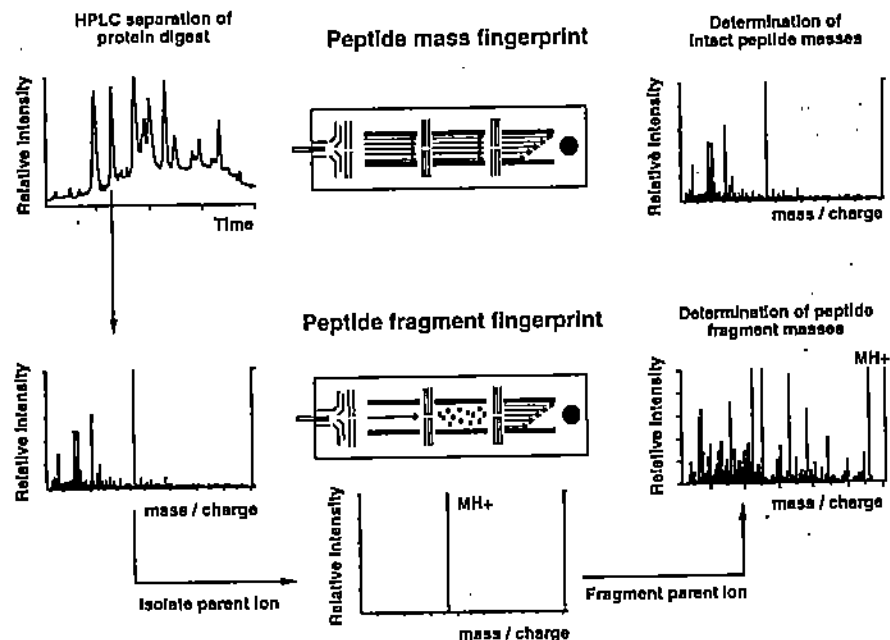 HPLC separation of
protein digest
Peptide mass fingerprint
Determination of
intact peptide masses
Relative Intensity
Time
Relative Intensity
mass / charge
Peptide fragment fingerprint
Determination of peptide
fragment masses
MH+
Relative Intensity
mass / charge
Relative Intensity
mass / charge
MH+
Relative Intensity
mass / charge
Isolate parent ion
Fragment parent ion